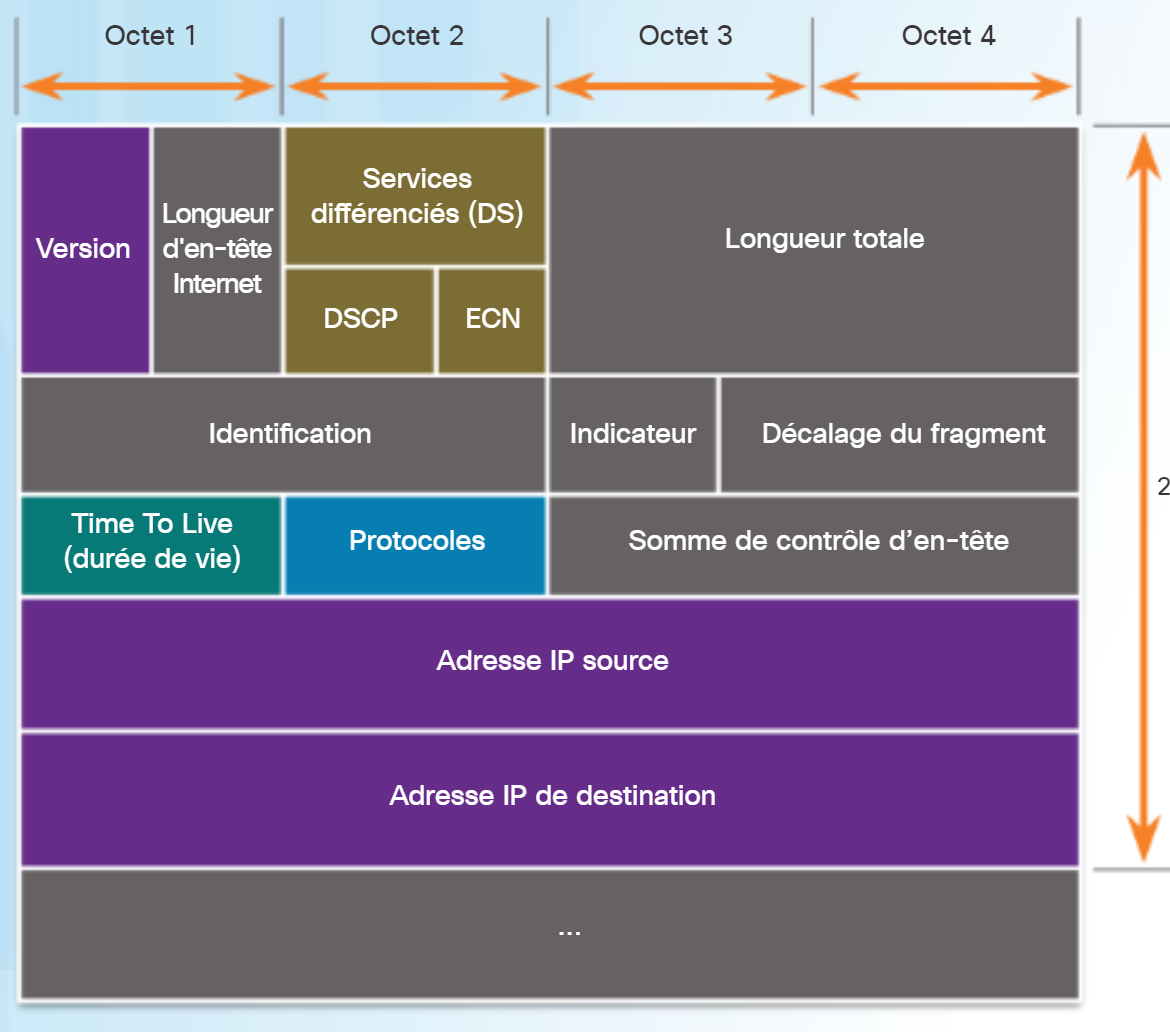 Octet 1
Octet 2
Octet 3
Octet 4
Version
Longueur
d'en-tête
Internet
Services
différenciés (DS)
DSCP
ECN
Longueur totale
Identification
Indicateur
Décalage du fragment
Time To Live
(durée de vie)
Protocoles
Somme de contrôle d’en-tête
2
Adresse IP source
Adresse IP de destination
...